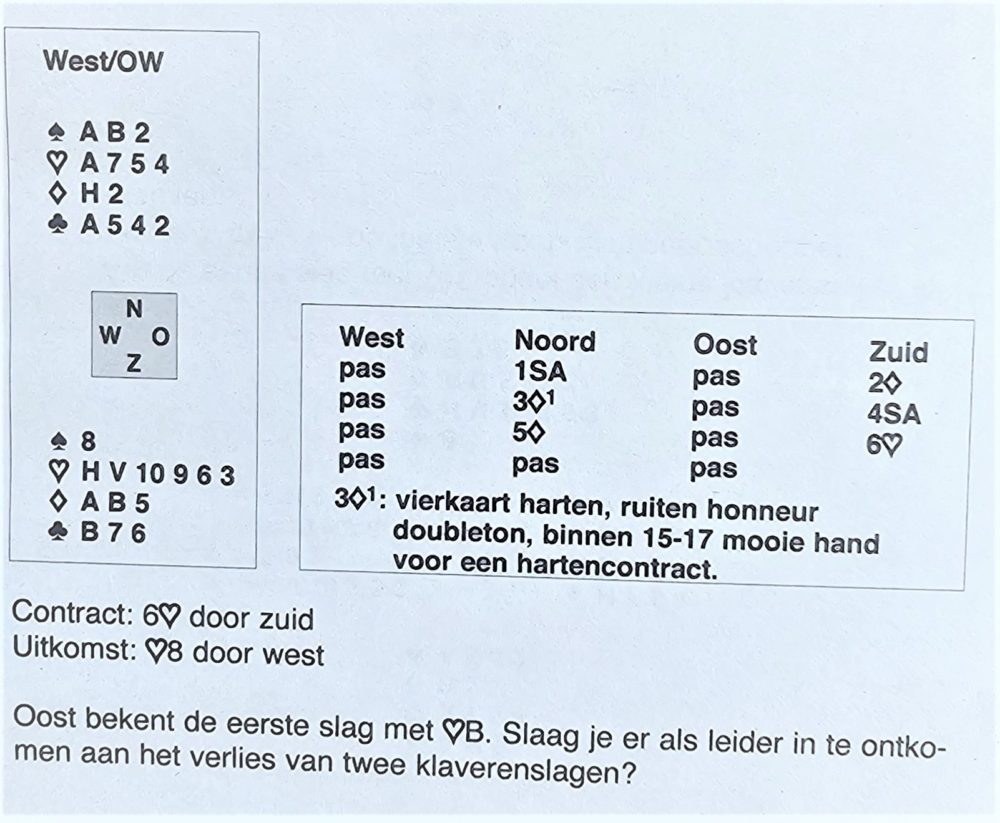 West/OW
♠ A B 2
♡ A 7 5 4
◇ H 2
♣ A 5 4 2
N
W O
Z
♠ 8
♡ H V 10 9 6 3
◇ A B 5
♣ B 7 6
West Noord Oost Zuid
pas 1SA pas 2◇
pas 3◇¹ pas 4SA
pas 5◇ pas 6♡
pas pas pas
3◇¹: vierkaart harten, ruiten honneur
doubleton, binnen 15-17 mooie hand
voor een hartencontract.
Contract: 6♡ door zuid
Uitkomst: ♡8 door west
Oost bekent de eerste slag met ♡B. Slaag je er als leider in te ontko-
men aan het verlies van twee klaverenslagen?